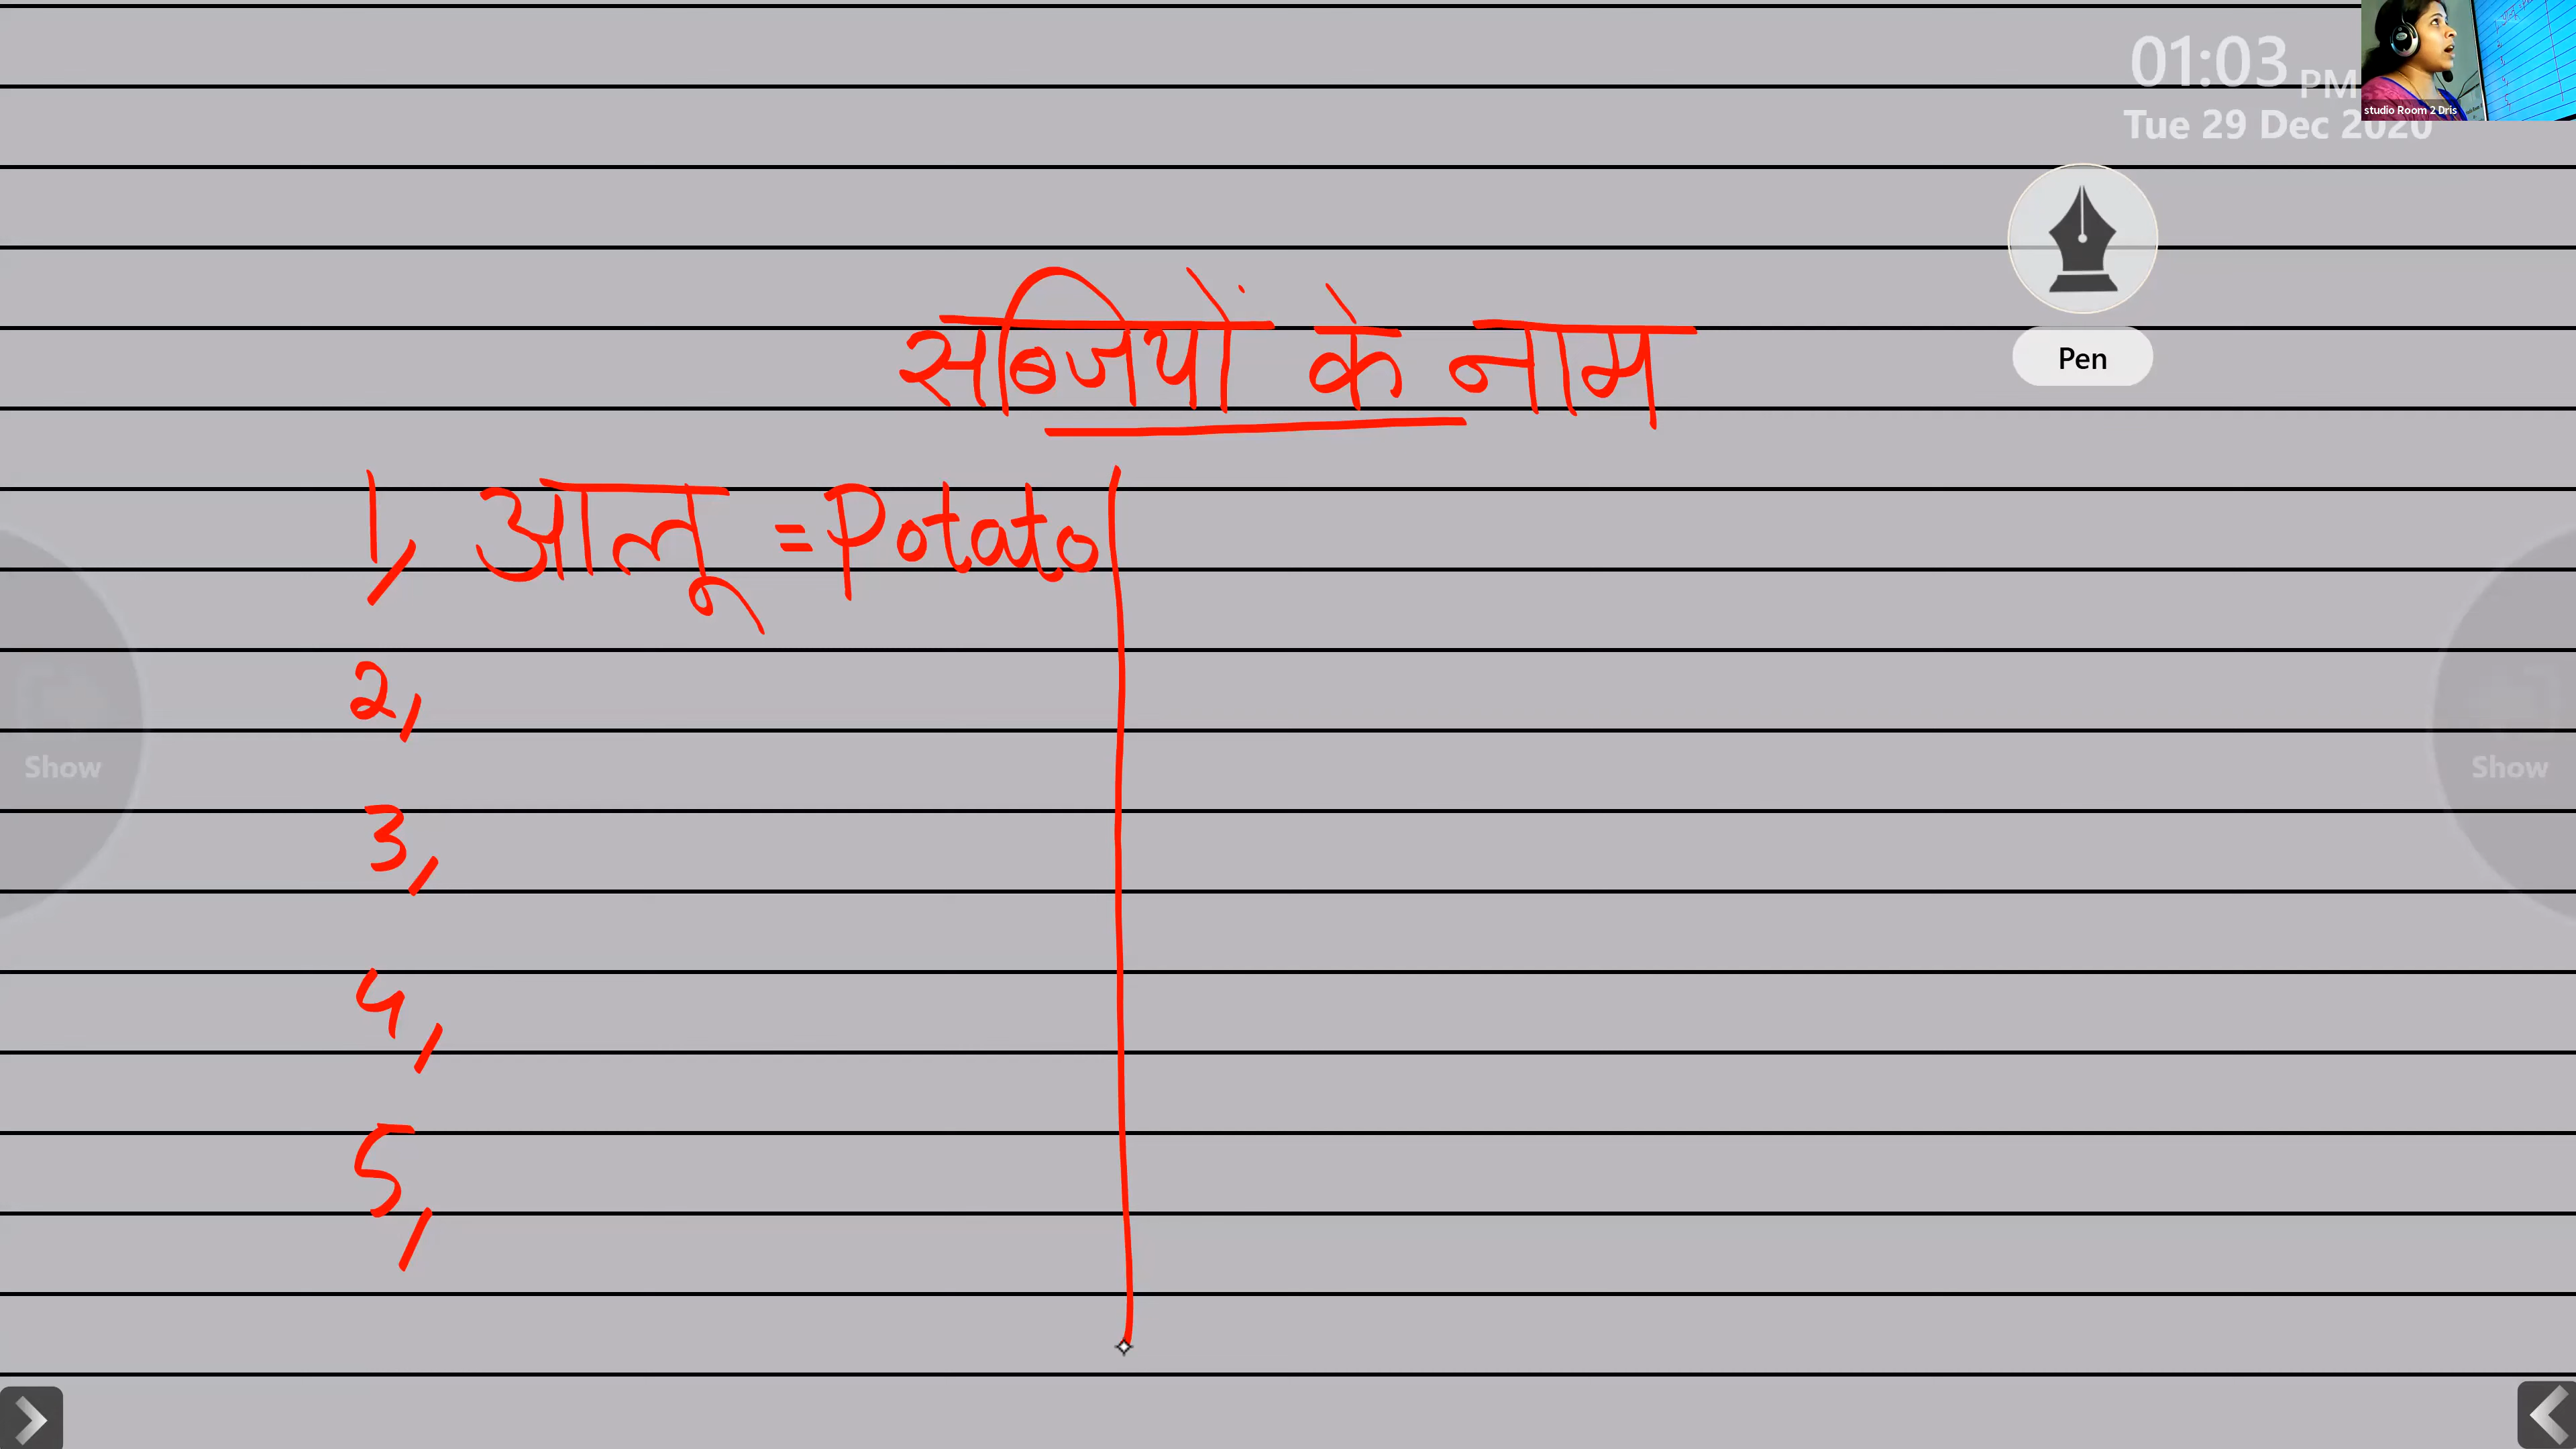 01:03 PM
studio Room 2 Dris
Tue 29 Dec 2020
Pen
सब्जियों के नाम
1, आलू = Potato
2,
3,
4,
5,
Show
Show